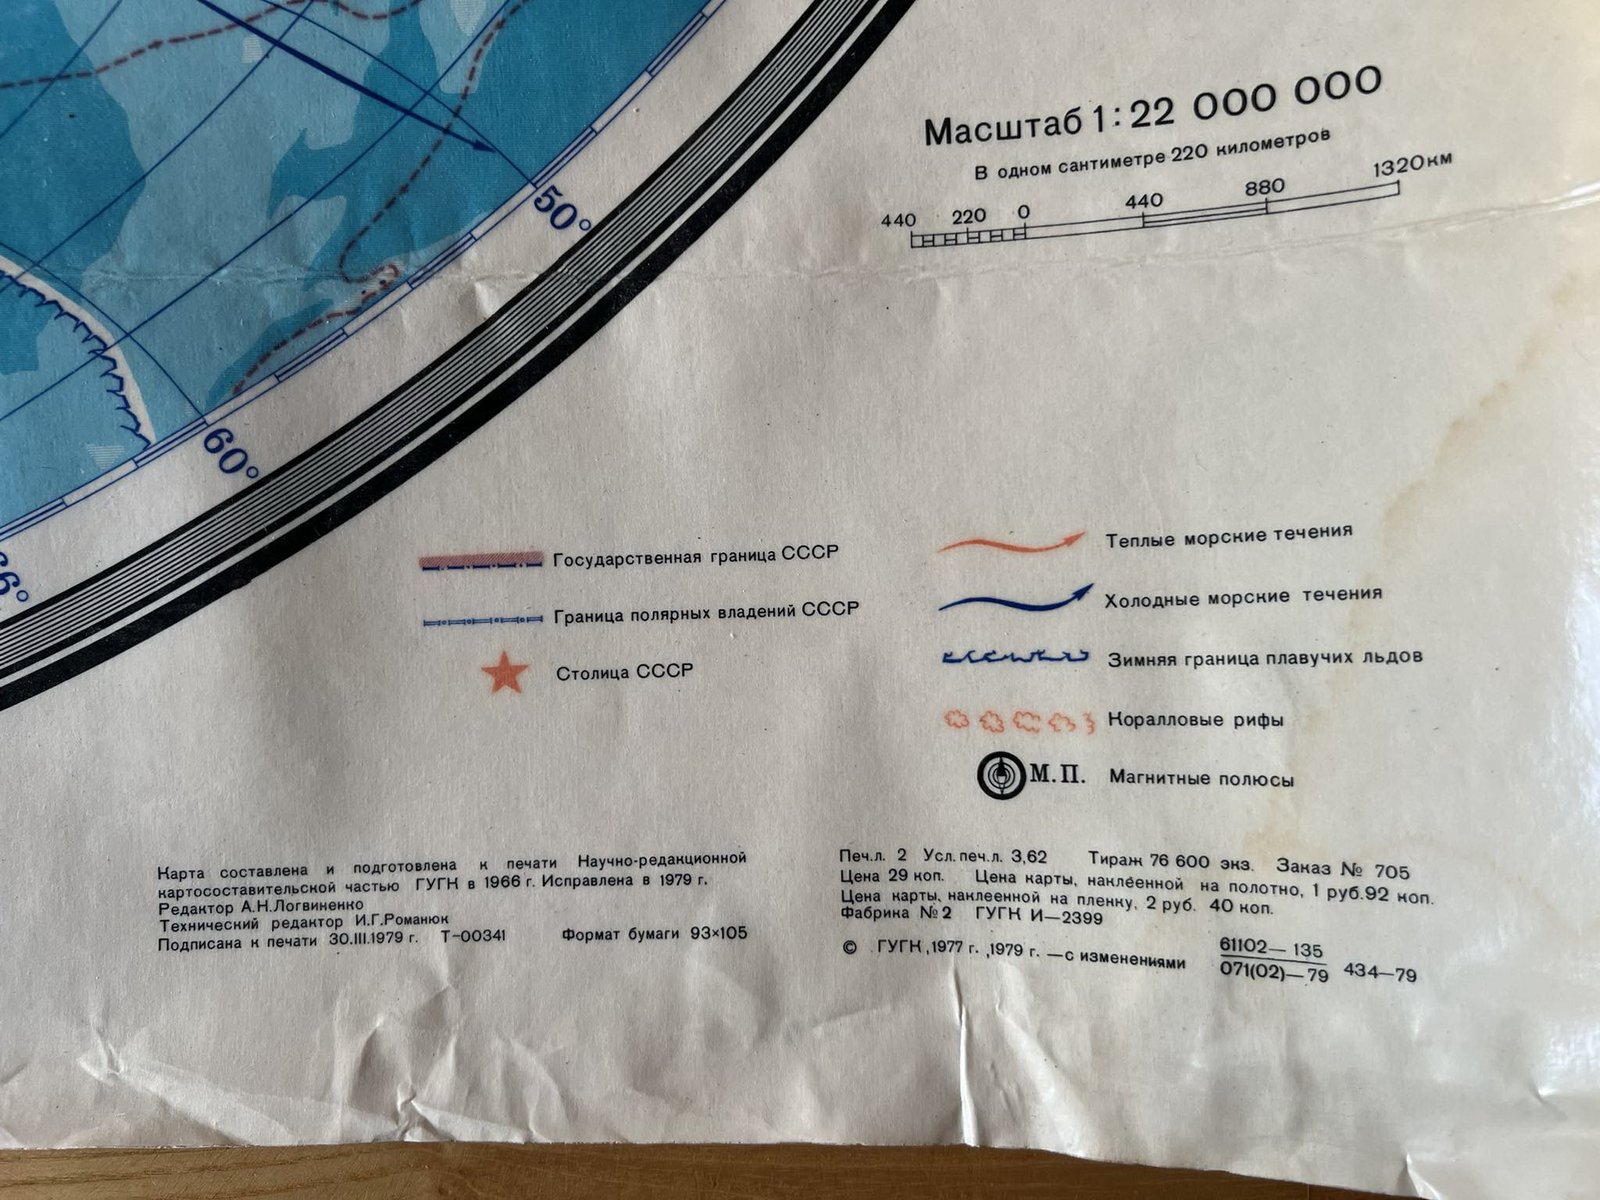 Масштаб 1:22 000 000
В одном сантиметре 220 километров
440 220 0 440 880 1320 км
50°
60°
66°
Государственная граница СССР
Граница полярных владений СССР
Столица СССР
Теплые морские течения
Холодные морские течения
Зимняя граница плавучих льдов
Коралловые рифы
М.П. Магнитные полюсы
Карта составлена и подготовлена к печати Научно-редакционной
картосоставительской частью ГУГК в 1966 г. Исправлена в 1979 г.
Редактор А.Н.Логвиненко
Технический редактор И.Г.Романюк
Подписана к печати 30.III.1979 г. Т-00341 Формат бумаги 93×105
Печ.л. 2 Усл.печ.л. 3,62 Тираж 76 600 экз. Заказ № 705
Цена 29 коп. Цена карты, наклеенной на полотно, 1 руб.92 коп.
Цена карты, наклеенной на пленку, 2 руб. 40 коп.
Фабрика №2 ГУГК И—2399
© ГУГК, 1977 г., 1979 г. —с изменениями
61102—135
071(02)—79 434—79